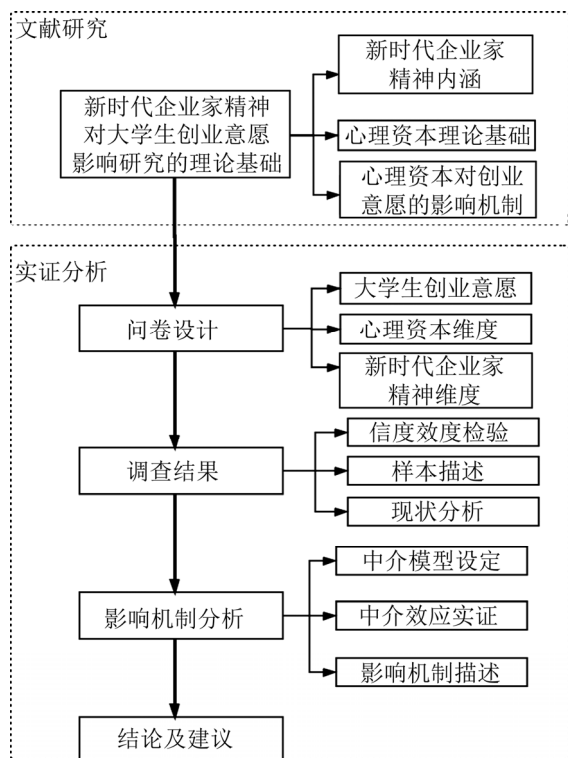 文献研究
新时代企业家精神
对大学生创业意愿
影响研究的理论基础
新时代企业家
精神内涵
心理资本理论基础
心理资本对创业
意愿的影响机制
实证分析
问卷设计
大学生创业意愿
心理资本维度
新时代企业家
精神维度
调查结果
信度效度检验
样本描述
现状分析
影响机制分析
中介模型设定
中介效应实证
影响机制描述
结论及建议